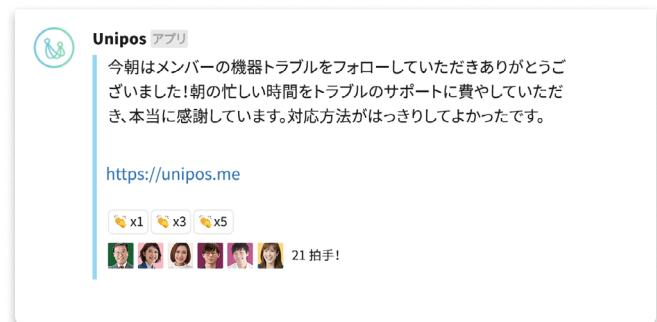 Unipos アプリ
今朝はメンバーの機器トラブルをフォローしていただきありがとうご
ざいました!朝の忙しい時間をトラブルのサポートに費やしていただ
き、本当に感謝しています。対応方法がはっきりしてよかったです。
https://unipos.me
👏 x1 👏 x3 👏 x5
21 拍手!